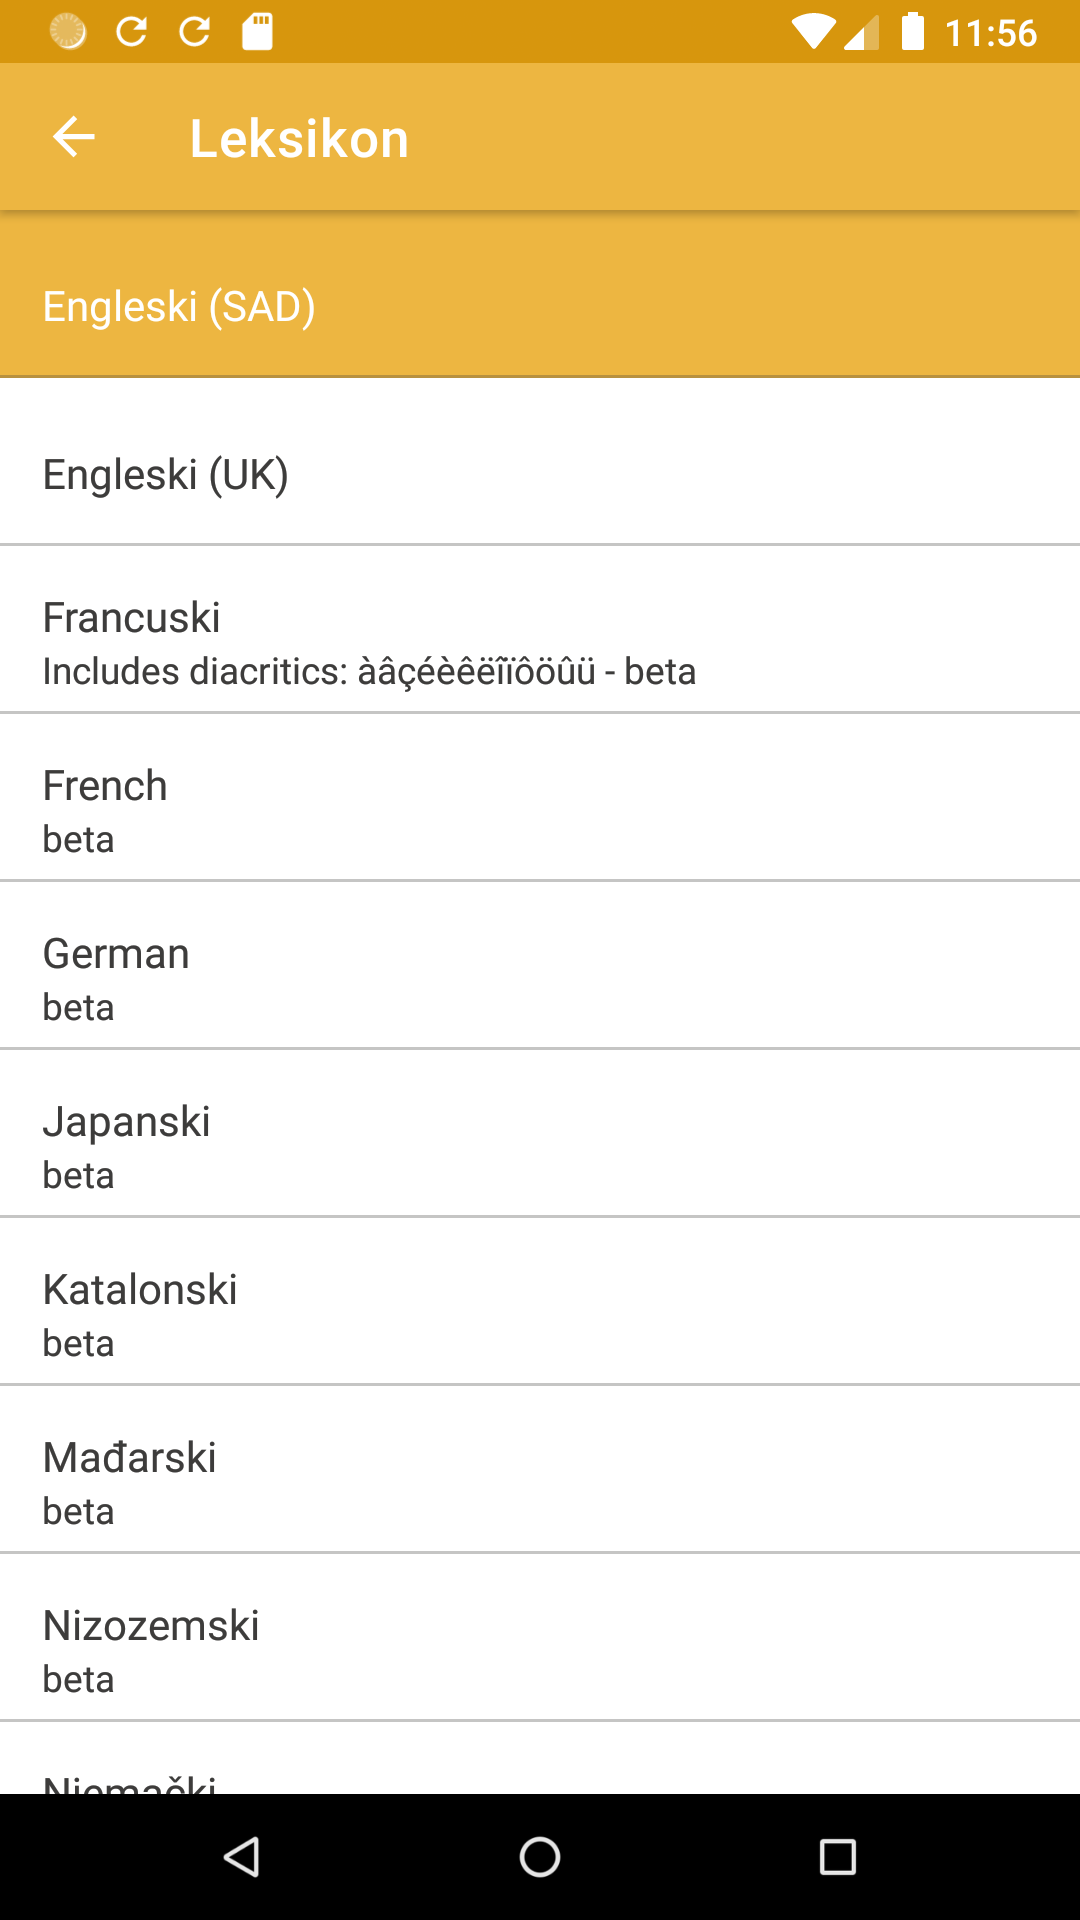 11:56
Leksikon
Engleski (SAD)
Engleski (UK)
Francuski
Includes diacritics: àâçéèêëîïôöûü - beta
French
beta
German
beta
Japanski
beta
Katalonski
beta
Mađarski
beta
Nizozemski
beta
Njemački